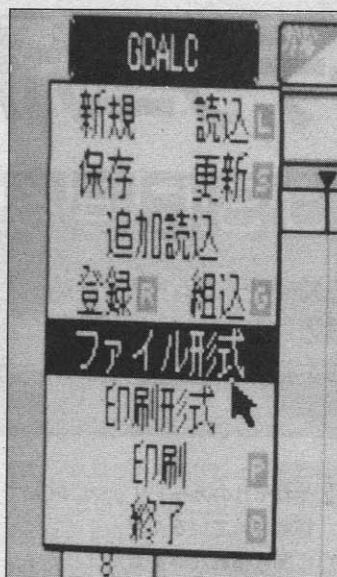 GCALC
新規 読込 L
保存 更新 S
追加読込
登録 R 組込
ファイル形式
印刷形式
印刷 P
終了
8